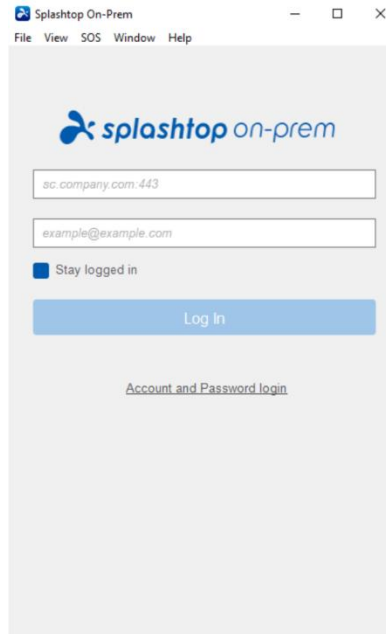 Splashtop On-Prem
File View SOS Window Help
splashtop on-prem
sc.company.com:443
example@example.com
Stay logged in
Log In
Account and Password login